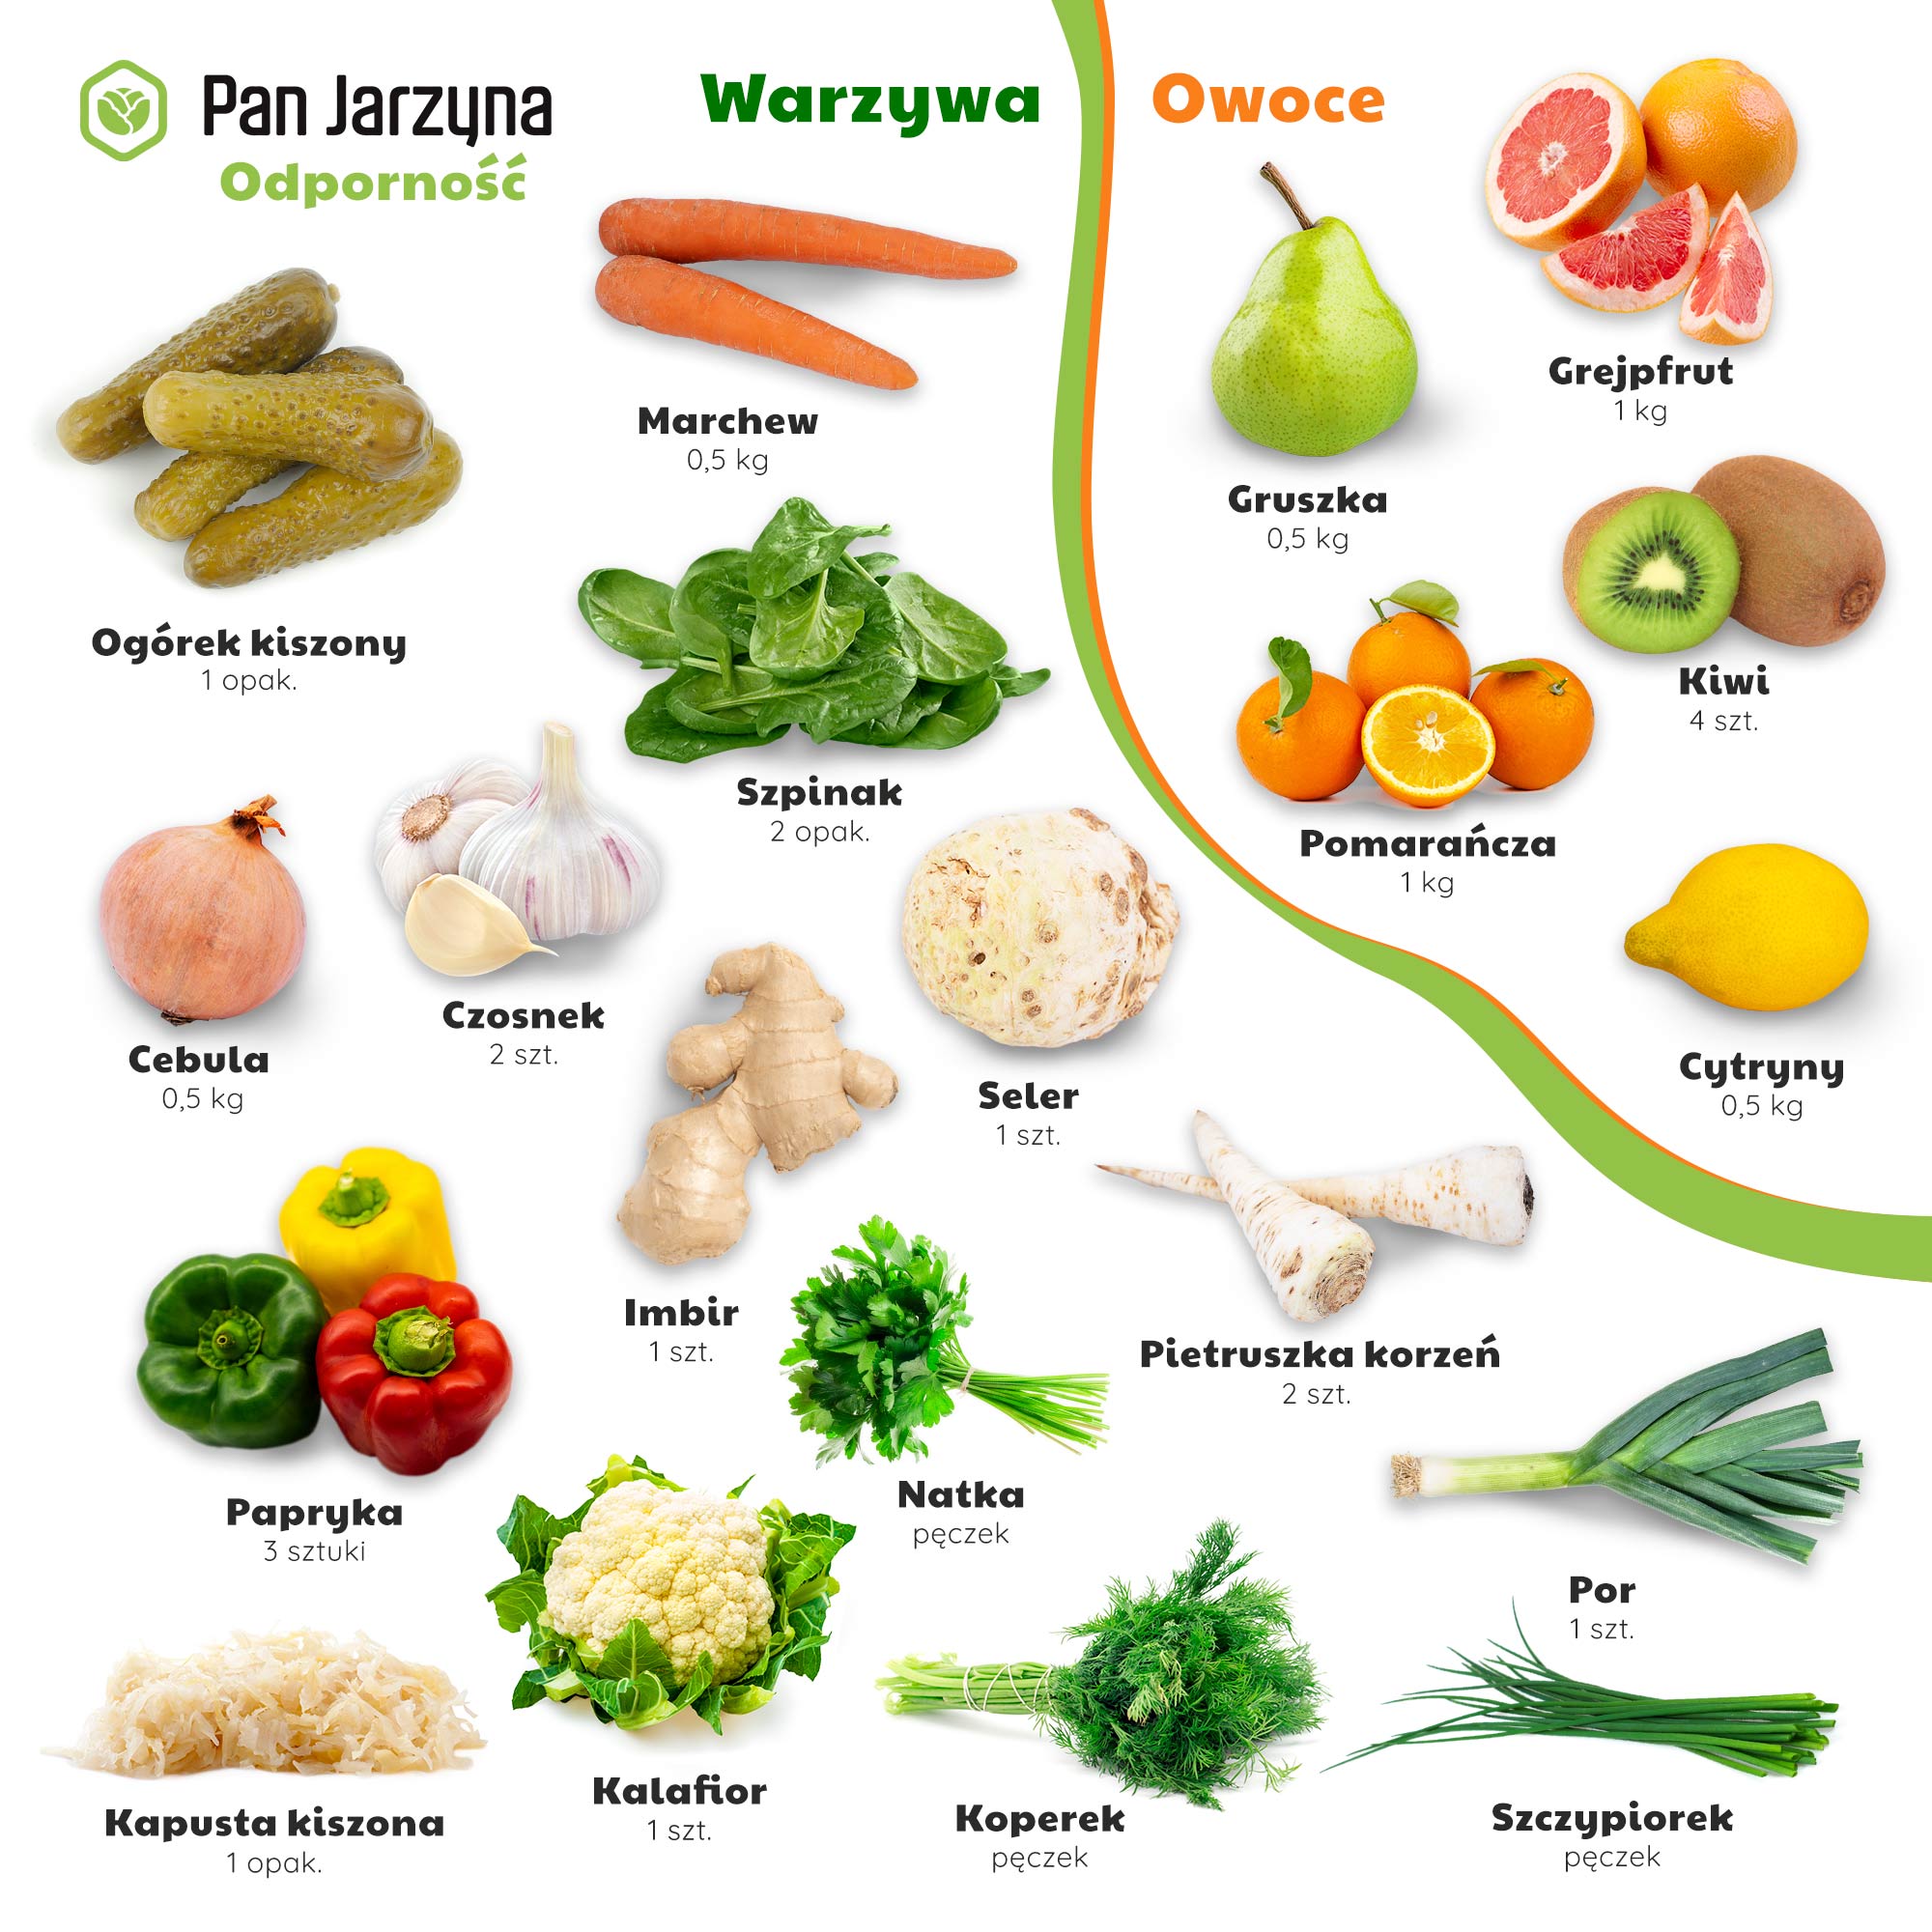 Pan Jarzyna
Odporność
Warzywa
Owoce
Marchew
0,5 kg
Ogórek kiszony
1 opak.
Szpinak
2 opak.
Cebula
0,5 kg
Czosnek
2 szt.
Seler
1 szt.
Imbir
1 szt.
Pietruszka korzeń
2 szt.
Papryka
3 sztuki
Natka
pęczek
Por
1 szt.
Kapusta kiszona
1 opak.
Kalafior
1 szt.
Koperek
pęczek
Szczypiorek
pęczek
Grejpfrut
1 kg
Gruszka
0,5 kg
Kiwi
4 szt.
Pomarańcza
1 kg
Cytryny
0,5 kg